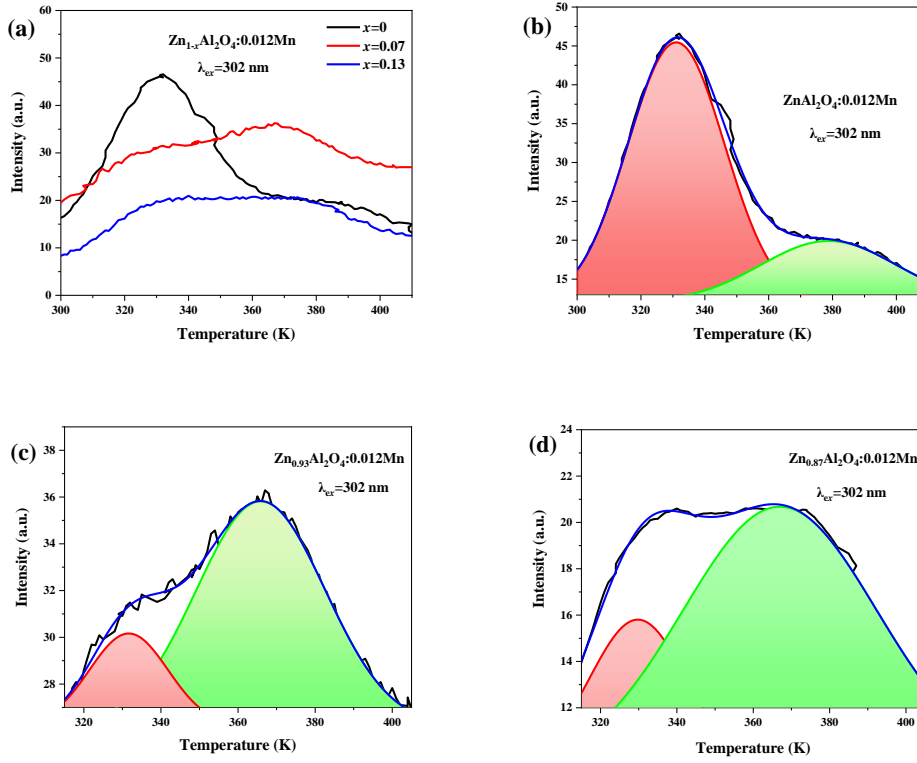 (a)
Zn1-xAl2O4:0.012Mn
λex=302 nm
x=0
x=0.07
x=0.13
Intensity (a.u.)
60
50
40
30
20
10
0
300 320 340 360 380 400
Temperature (K)
(b)
ZnAl2O4:0.012Mn
λex=302 nm
Intensity (a.u.)
50
45
40
35
30
25
20
15
300 320 340 360 380 400
Temperature (K)
(c)
Zn0.93Al2O4:0.012Mn
λex=302 nm
Intensity (a.u.)
38
36
34
32
30
28
320 340 360 380 400
Temperature (K)
(d)
Zn0.87Al2O4:0.012Mn
λex=302 nm
Intensity (a.u.)
24
22
20
18
16
14
12
320 340 360 380 400
Temperature (K)